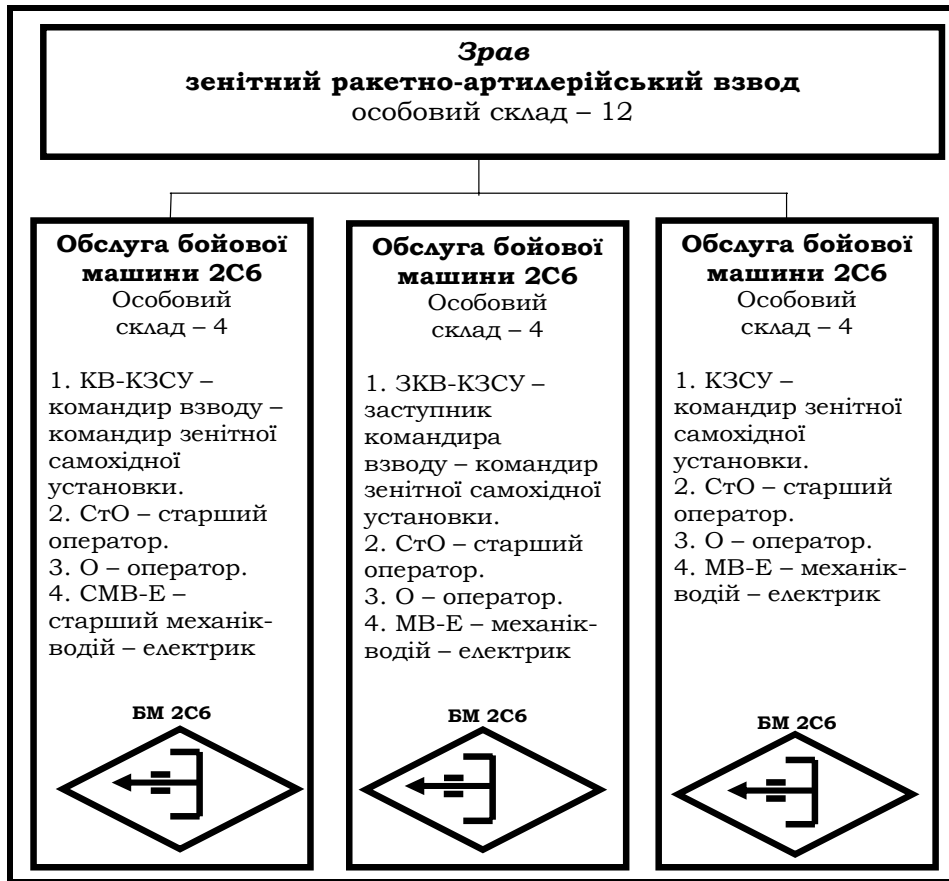 Зрав
зенітний ракетно-артилерійський взвод
особовий склад – 12
Обслуга бойової
машини 2С6
Особовий
склад – 4
1. КВ-КЗСУ –
командир взводу –
командир зенітної
самохідної
установки.
2. СтО – старший
оператор.
3. О – оператор.
4. СМВ-Е –
старший механік-
водій – електрик
БМ 2С6
Обслуга бойової
машини 2С6
Особовий
склад – 4
1. ЗКВ-КЗСУ –
заступник
командира
взводу – командир
зенітної самохідної
установки.
2. СтО – старший
оператор.
3. О – оператор.
4. МВ-Е – механік-
водій – електрик
БМ 2С6
Обслуга бойової
машини 2С6
Особовий
склад – 4
1. КЗСУ –
командир зенітної
самохідної
установки.
2. СтО – старший
оператор.
3. О – оператор.
4. МВ-Е – механік-
водій – електрик
БМ 2С6